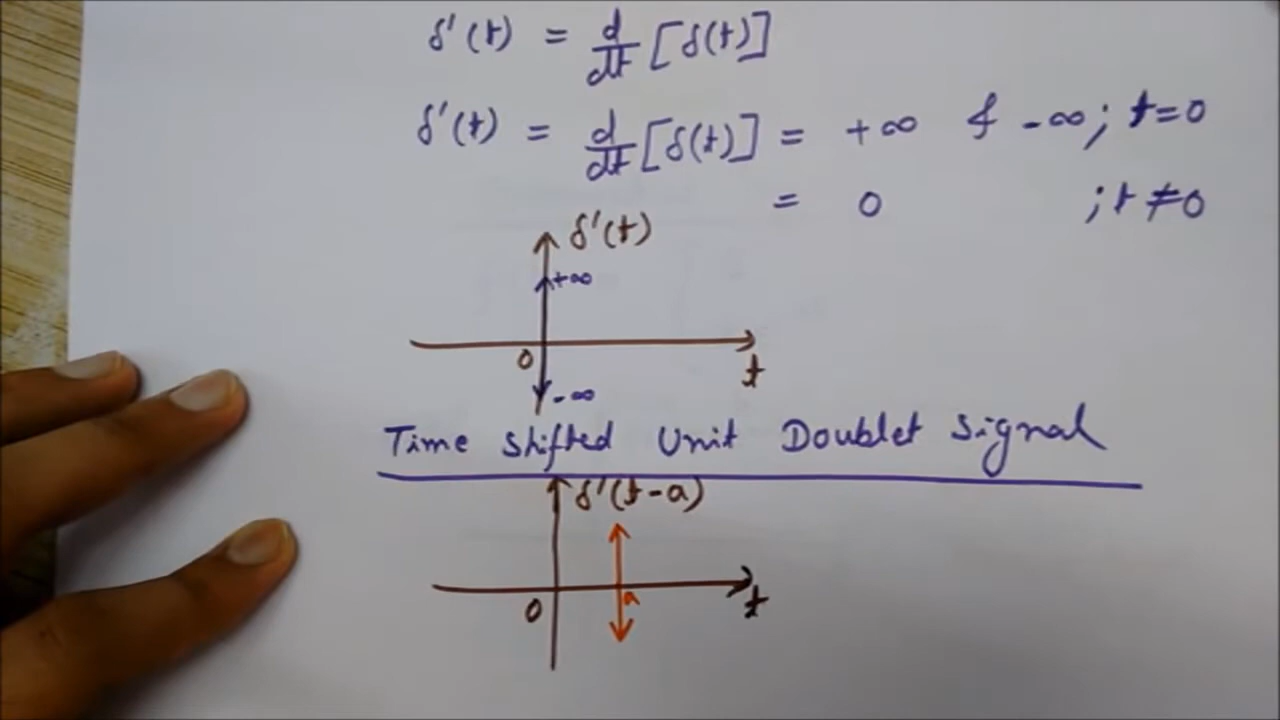 δ'(t) = d/dt [δ(t)]
δ'(t) = d/dt [δ(t)] = +∞ & -∞; t=0
= 0 ; t≠0
δ'(t)
+∞
0
t
-∞
Time Shifted Unit Doublet Signal
δ'(t-a)
a
0
t